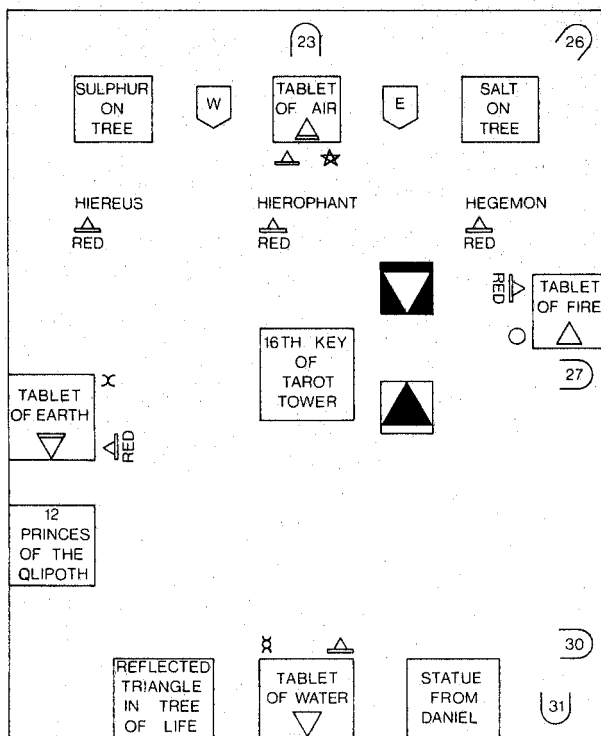 23
26
SULPHUR
ON
TREE
W
TABLET
OF AIR
E
SALT
ON
TREE
HIEREUS
RED
HIEROPHANT
RED
HEGEMON
RED
RED
TABLET
OF FIRE
16TH KEY
OF
TAROT
TOWER
27
TABLET
OF EARTH
RED
12
PRINCES
OF THE
QLIPOTH
30
REFLECTED
TRIANGLE
IN TREE
OF LIFE
TABLET
OF WATER
STATUE
FROM
DANIEL
31